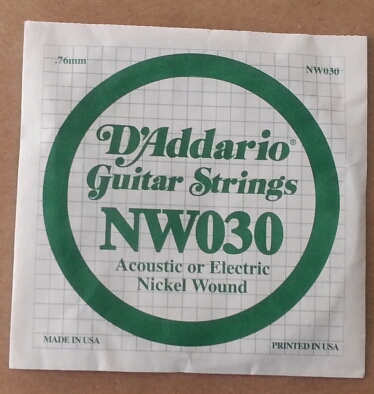 .76mm NW030
D'Addario®
Guitar Strings
NW030
Acoustic or Electric
Nickel Wound
MADE IN USA PRINTED IN USA